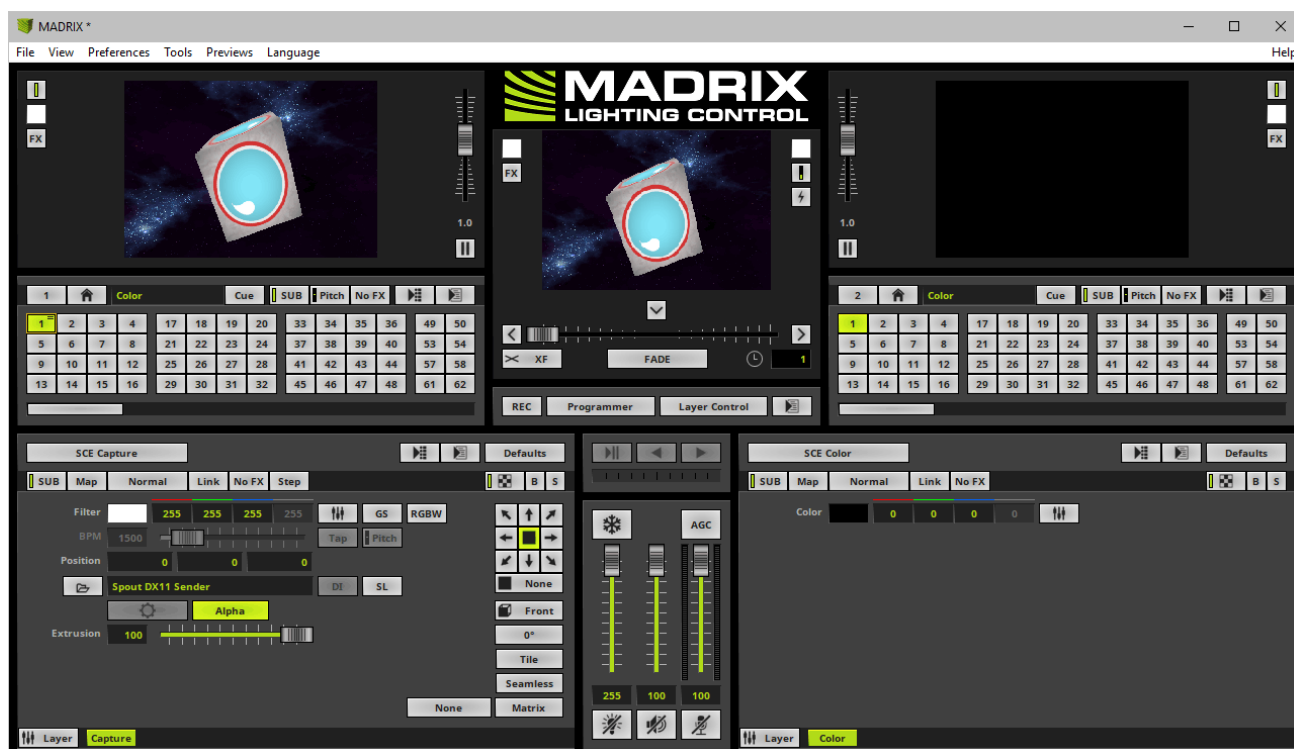 MADRIX *
File View Preferences Tools Previews Language Help
MADRIX
LIGHTING CONTROL
FX FX
FX
1.0 1.0
1 Color Cue SUB Pitch No FX
1 2 3 4 17 18 19 20 33 34 35 36 49 50
5 6 7 8 21 22 23 24 37 38 39 40 53 54
9 10 11 12 25 26 27 28 41 42 43 44 57 58
13 14 15 16 29 30 31 32 45 46 47 48 61 62
XF FADE 1
REC Programmer Layer Control
2 Color Cue SUB Pitch No FX
1 2 3 4 17 18 19 20 33 34 35 36 49 50
5 6 7 8 21 22 23 24 37 38 39 40 53 54
9 10 11 12 25 26 27 28 41 42 43 44 57 58
13 14 15 16 29 30 31 32 45 46 47 48 61 62
SCE Capture Defaults
SUB Map Normal Link No FX Step B S
Filter 255 255 255 255 GS RGBW
BPM 1500 Tap Pitch
Position 0 0 0
Spout DX11 Sender DI SL
None
Alpha Front
Extrusion 100 0°
Tile
Seamless
None Matrix
Layer Capture
AGC
255 100 100
SCE Color Defaults
SUB Map Normal Link No FX B S
Color 0 0 0 0
Layer Color